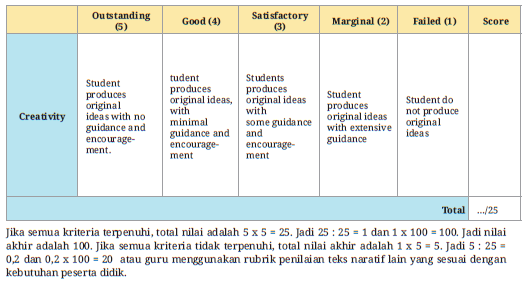 Outstanding (5)
Good (4)
Satisfactory (3)
Marginal (2)
Failed (1)
Score
Creativity
Student
produces
original
ideas with no
guidance and
encourage-
ment.
tudent
produces
original ideas,
with
minimal
guidance and
encourage-
ment
Students
produces
original ideas
with
some guidance
and
encourage-
ment
Student
produces
original ideas
with extensive
guidance
Student do
not produce
original
ideas
Total
.../25
Jika semua kriteria terpenuhi, total nilai adalah 5 x 5 = 25. Jadi 25 : 25 = 1 dan 1 x 100 = 100. Jadi nilai
akhir adalah 100. Jika semua kriteria tidak terpenuhi, total nilai akhir adalah 1 x 5 = 5. Jadi 5 : 25 =
0,2 dan 0,2 x 100 = 20 atau guru menggunakan rubrik penilaian teks naratif lain yang sesuai dengan
kebutuhan peserta didik.